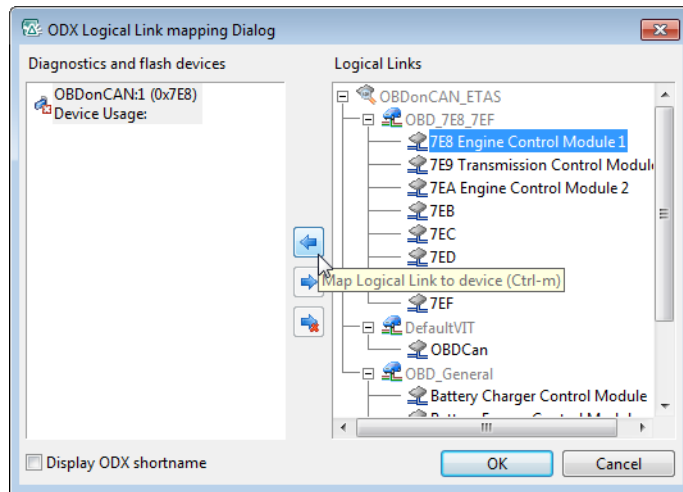 ODX Logical Link mapping Dialog
Diagnostics and flash devices
OBDonCAN:1 (0x7E8)
Device Usage:
Logical Links
OBDonCAN_ETAS
OBD_7E8_7EF
7E8 Engine Control Module 1
7E9 Transmission Control Modul
7EA Engine Control Module 2
7EB
7EC
7ED
Map Logical Link to device (Ctrl-m)
7EF
DefaultVIT
OBDCan
OBD_General
Battery Charger Control Module
Display ODX shortname
OK
Cancel